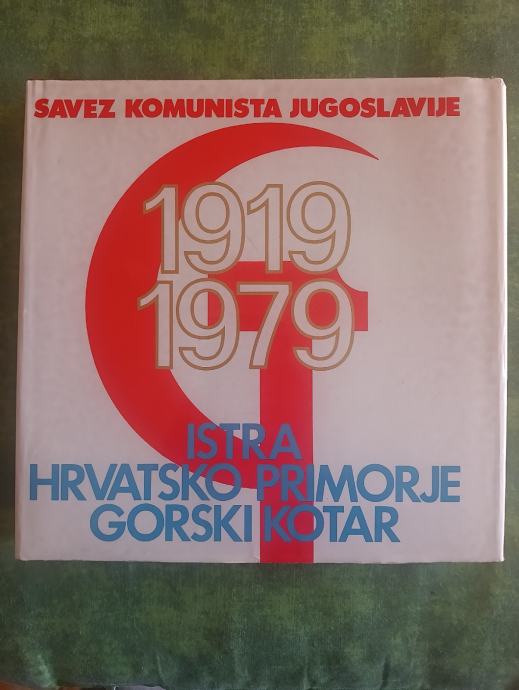 SAVEZ KOMUNISTA JUGOSLAVIJE
1919
1979
ISTRA
HRVATSKO PRIMORJE
GORSKI KOTAR